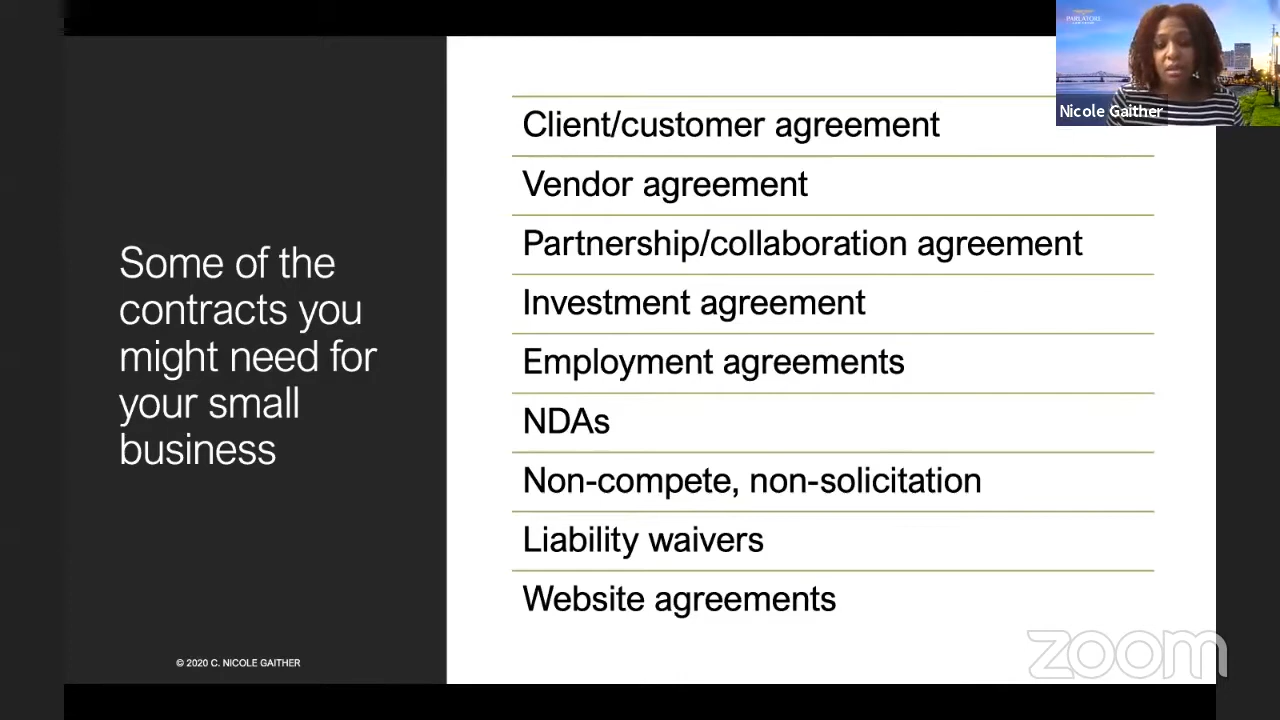 PARLATORE
Nicole Gaither
Some of the
contracts you
might need for
your small
business
Client/customer agreement
Vendor agreement
Partnership/collaboration agreement
Investment agreement
Employment agreements
NDAs
Non-compete, non-solicitation
Liability waivers
Website agreements
© 2020 C. NICOLE GAITHER
zoom